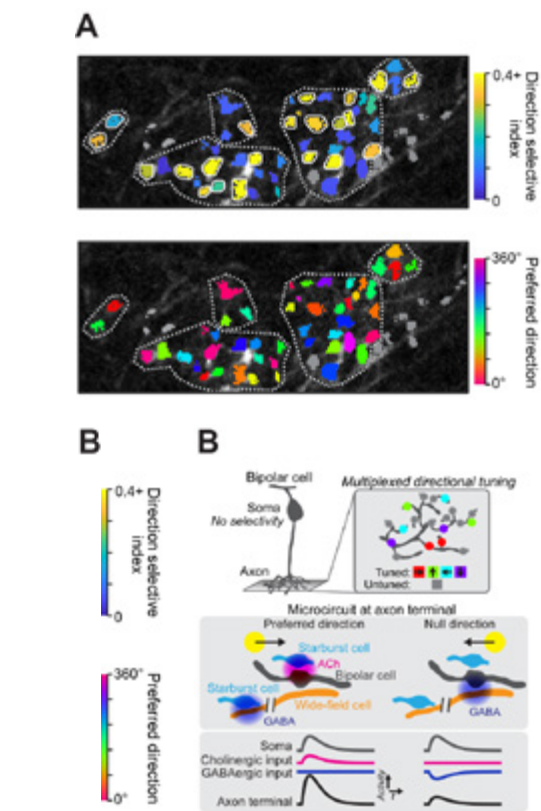 A
0.4+
Direction selective
index
0
360°
Preferred direction
0°
B
0.4+
Direction selective
index
0
360°
Preferred direction
0°
B
Bipolar cell
Multiplexed directional tuning
Soma
No selectivity
Axon
Tuned:
Untuned:
Microcircuit at axon terminal
Preferred direction
Null direction
Starburst cell
ACh
Bipolar cell
Starburst cell
Wide-field cell
GABA
GABA
Soma
Cholinergic input
GABAergic input
Activity
T
Axon terminal